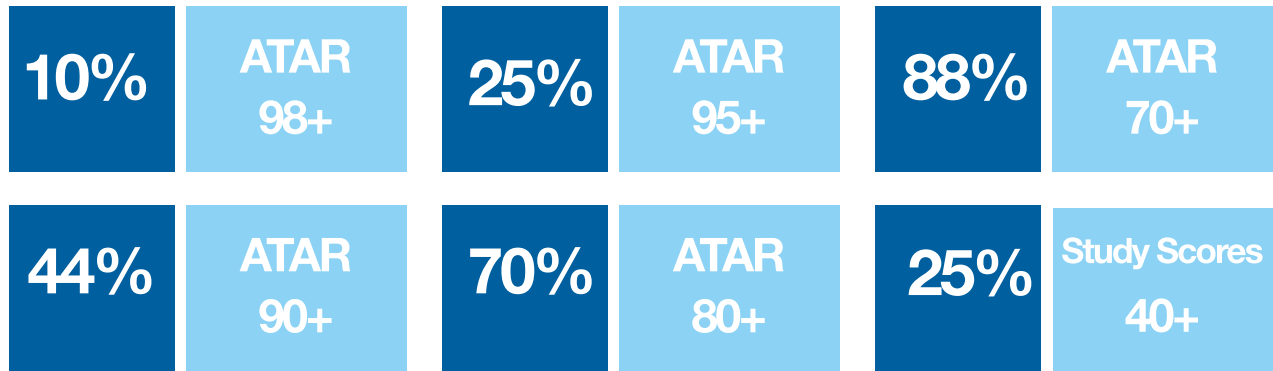 10%
ATAR
98+
25%
ATAR
95+
88%
ATAR
70+
44%
ATAR
90+
70%
ATAR
80+
25%
Study Scores
40+